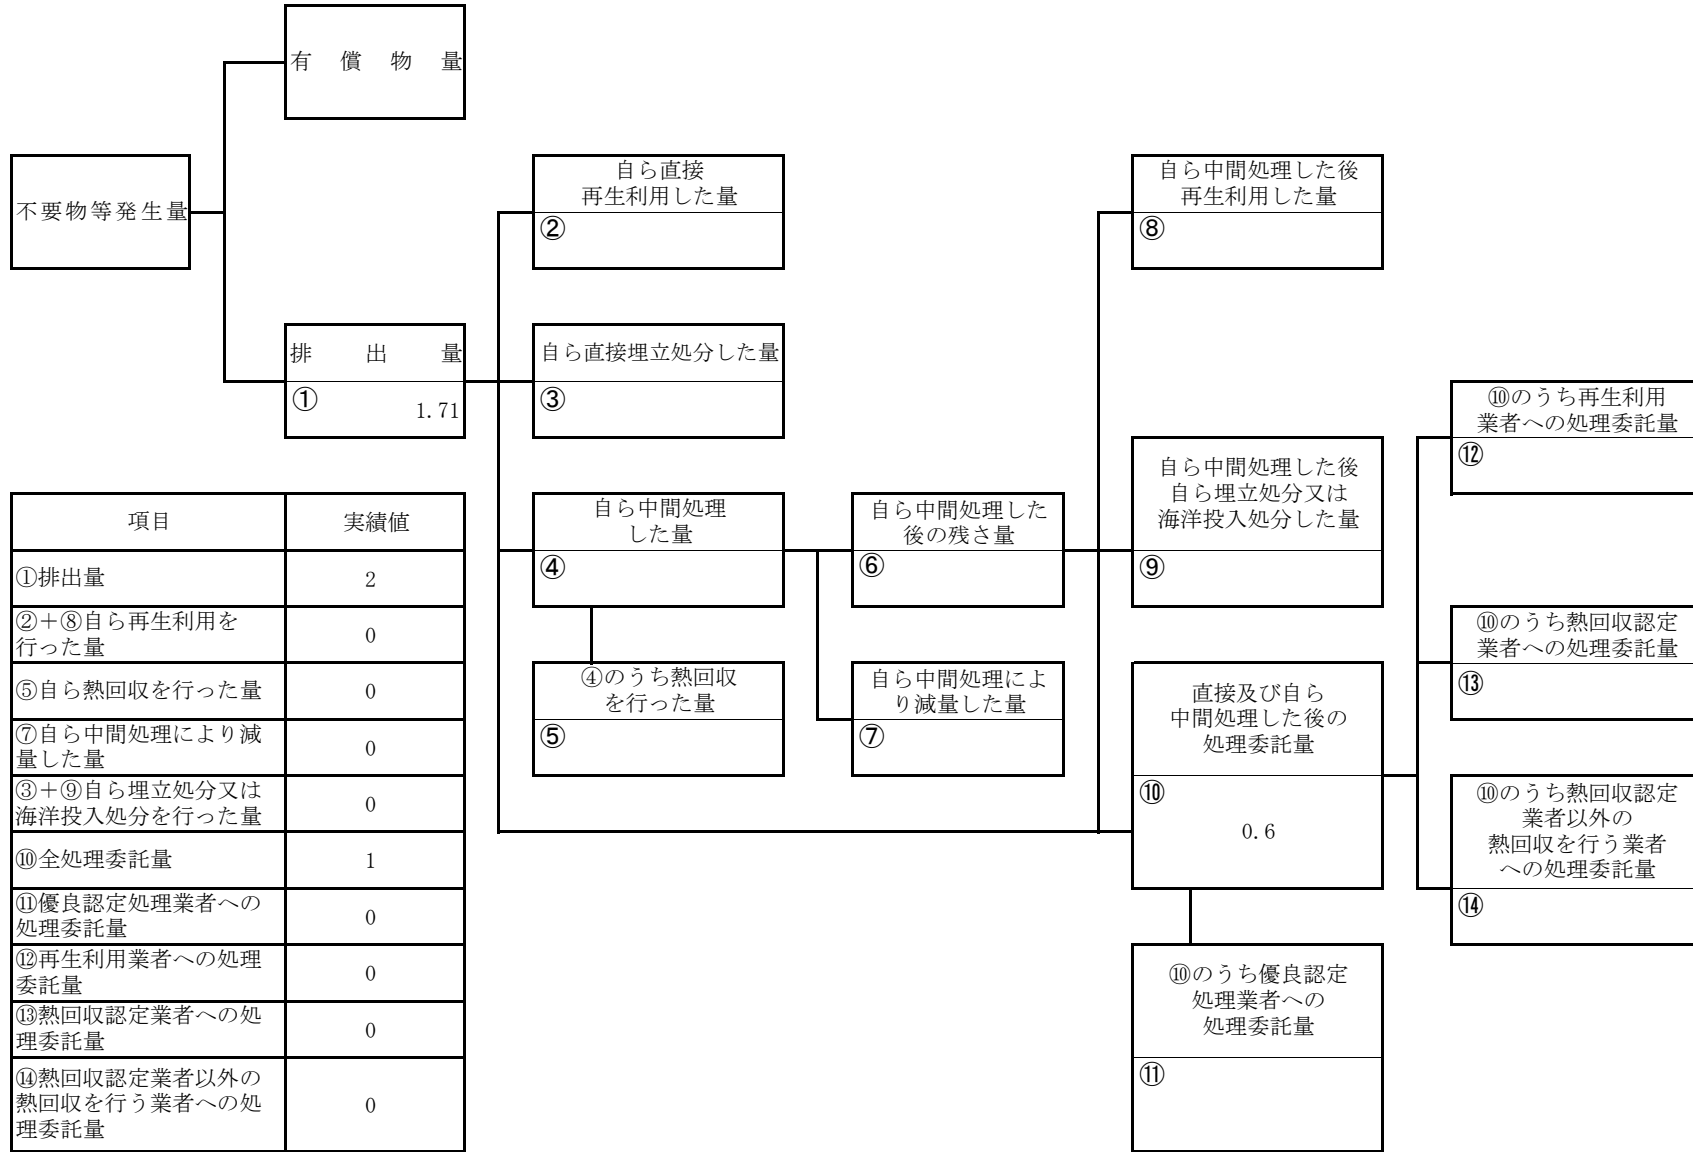 有償物量
不要物等発生量
自ら直接
再生利用した量
②
自ら中間処理した後
再生利用した量
⑧
排出量
①
1.71
自ら直接埋立処分した量
③
⑩のうち再生利用
業者への処理委託量
⑫
自ら中間処理した後
自ら埋立処分又は
海洋投入処分した量
⑨
自ら中間処理
した量
④
自ら中間処理した
後の残さ量
⑥
⑩のうち熱回収認定
業者への処理委託量
⑬
④のうち熱回収
を行った量
⑤
自ら中間処理によ
り減量した量
⑦
直接及び自ら
中間処理した後の
処理委託量
⑩
0.6
⑩のうち熱回収認定
業者以外の
熱回収を行う業者
への処理委託量
⑭
⑩のうち優良認定
処理業者への
処理委託量
⑪
項目 実績値
①排出量 2
②+⑧自ら再生利用を
行った量 0
⑤自ら熱回収を行った量 0
⑦自ら中間処理により減
量した量 0
③+⑨自ら埋立処分又は
海洋投入処分を行った量 0
⑩全処理委託量 1
⑪優良認定処理業者への
処理委託量 0
⑫再生利用業者への処理
委託量 0
⑬熱回収認定業者への処
理委託量 0
⑭熱回収認定業者以外の
熱回収を行う業者への処
理委託量 0